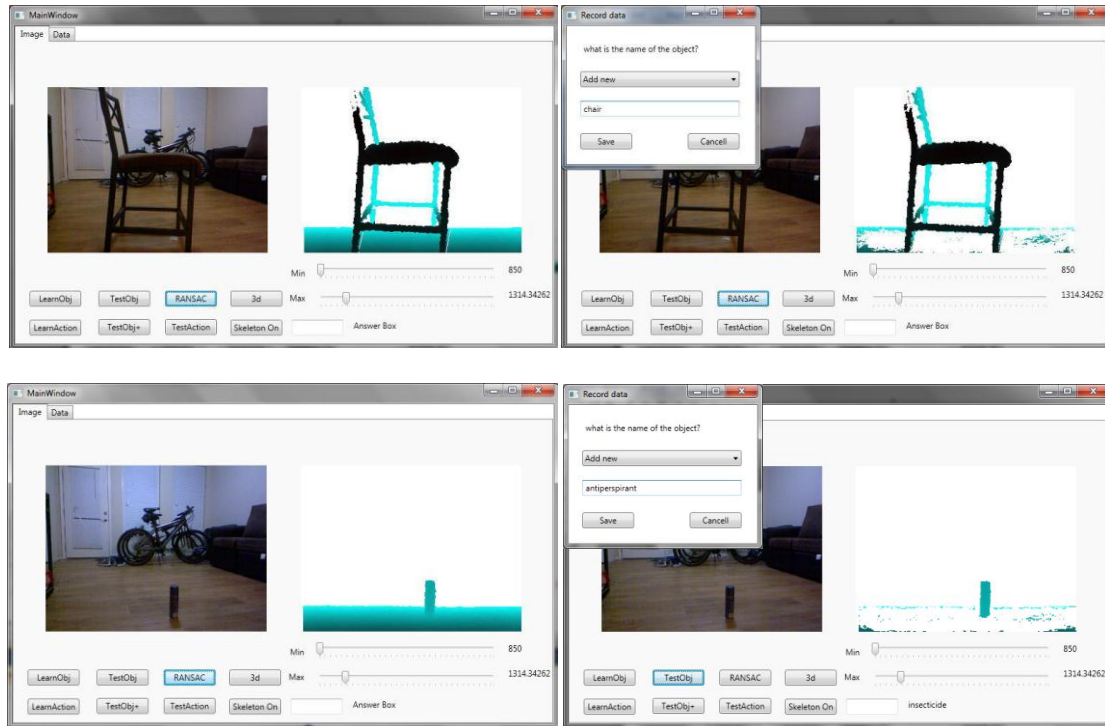 MainWindow
Image Data
Min 850
LearnObj TestObj RANSAC 3d Max 1314.34262
LearnAction TestObj+ TestAction Skeleton On Answer Box
Record data
what is the name of the object?
Add new
chair
Save Cancell
Min 850
LearnObj TestObj RANSAC 3d Max 1314.34262
LearnAction TestObj+ TestAction Skeleton On Answer Box
MainWindow
Image Data
Min 850
LearnObj TestObj RANSAC 3d Max 1314.34262
LearnAction TestObj+ TestAction Skeleton On Answer Box
Record data
what is the name of the object?
Add new
antiperspirant
Save Cancell
Min 850
LearnObj TestObj RANSAC 3d Max 1314.34262
LearnAction TestObj+ TestAction Skeleton On insecticide